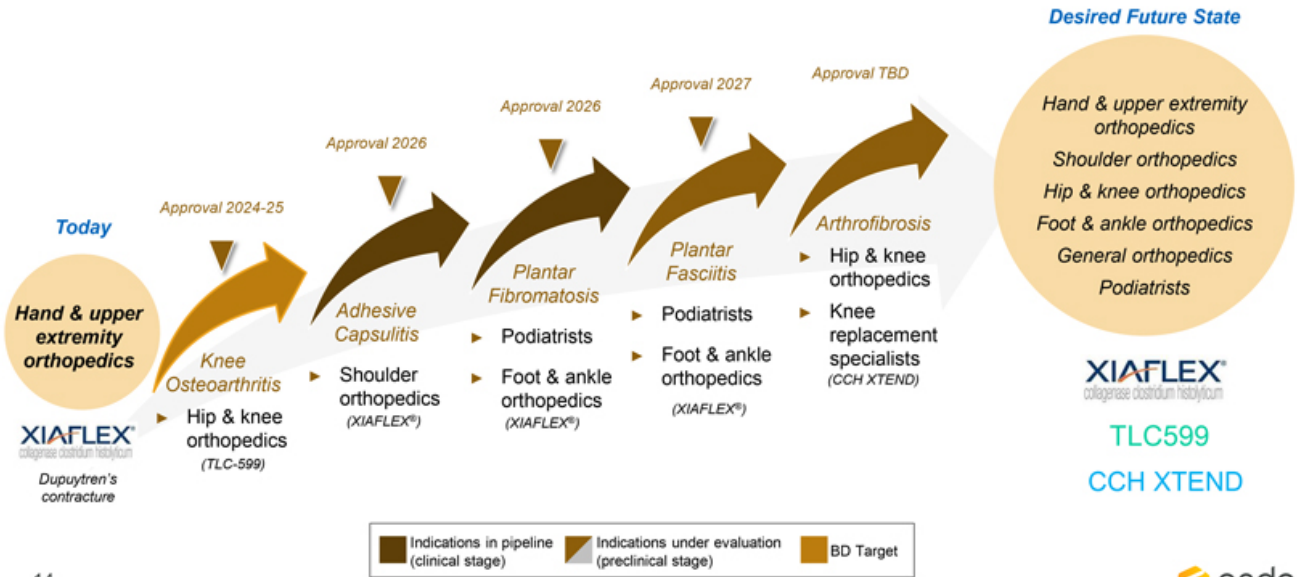 Desired Future State
Approval TBD
Approval 2027
Approval 2026
Approval 2026
Approval 2024-25
Today
Hand & upper
extremity
orthopedics
XIAFLEX®
collagenase clostridium histolyticum
Dupuytren's
contracture
Knee
Osteoarthritis
► Hip & knee
orthopedics
(TLC-599)
Adhesive
Capsulitis
► Shoulder
orthopedics
(XIAFLEX®)
Plantar
Fibromatosis
► Podiatrists
► Foot & ankle
orthopedics
(XIAFLEX®)
Plantar
Fasciitis
► Podiatrists
► Foot & ankle
orthopedics
(XIAFLEX®)
Arthrofibrosis
► Hip & knee
orthopedics
► Knee
replacement
specialists
(CCH XTEND)
Hand & upper extremity
orthopedics
Shoulder orthopedics
Hip & knee orthopedics
Foot & ankle orthopedics
General orthopedics
Podiatrists
XIAFLEX®
collagenase clostridium histolyticum
TLC599
CCH XTEND
Indications in pipeline
(clinical stage)
Indications under evaluation
(preclinical stage)
BD Target